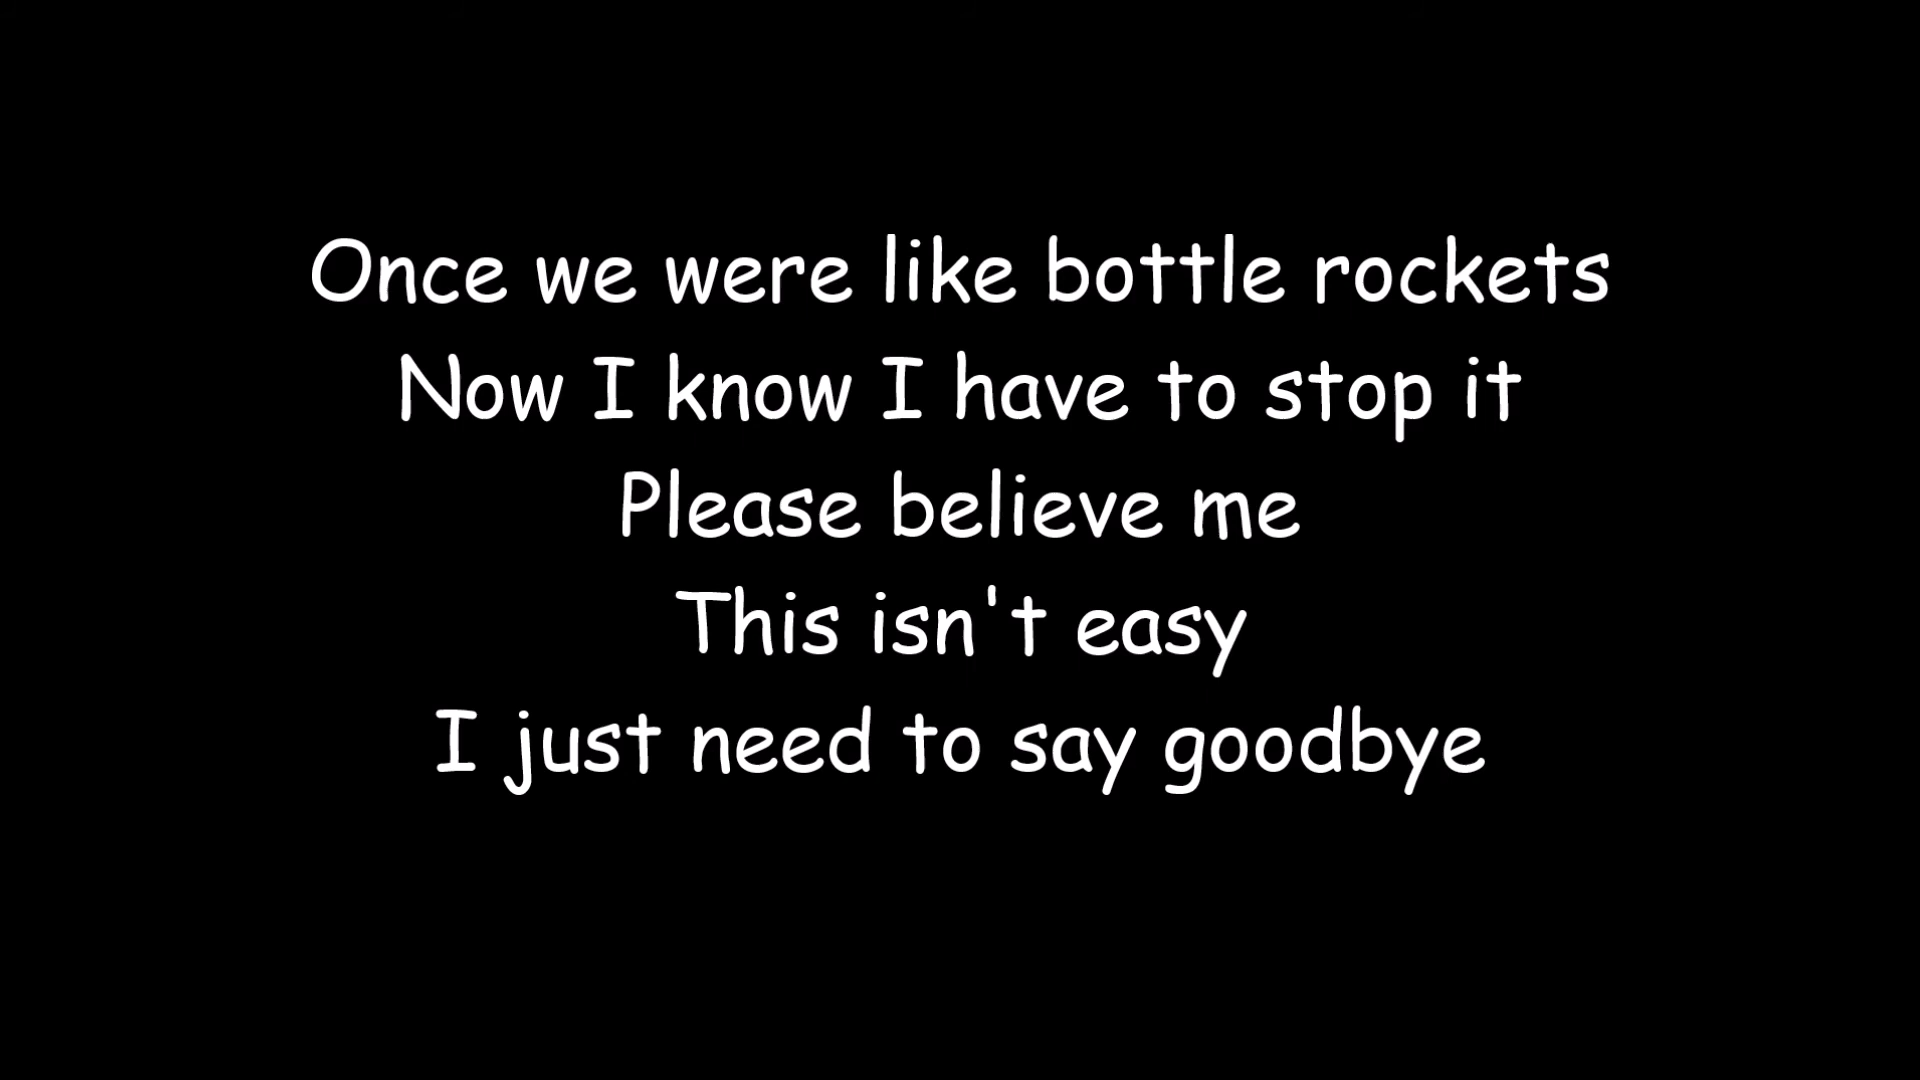 Once we were like bottle rockets
Now I know I have to stop it
Please believe me
This isn't easy
I just need to say goodbye